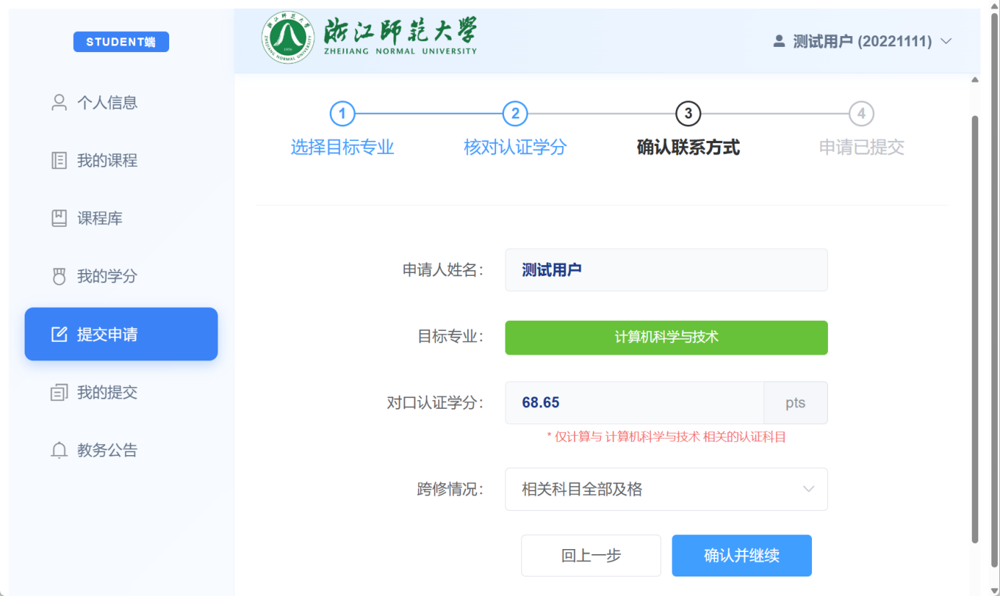 STUDENT端
个人信息
我的课程
课程库
我的学分
提交申请
我的提交
教务公告
浙江師范大學
ZHEJIANG NORMAL UNIVERSITY
测试用户 (20221111)
1
2
3
4
选择目标专业
核对认证学分
确认联系方式
申请已提交
申请人姓名:
测试用户
目标专业:
计算机科学与技术
对口认证学分:
68.65
pts
* 仅计算与 计算机科学与技术 相关的认证科目
跨修情况:
相关科目全部及格
回上一步
确认并继续